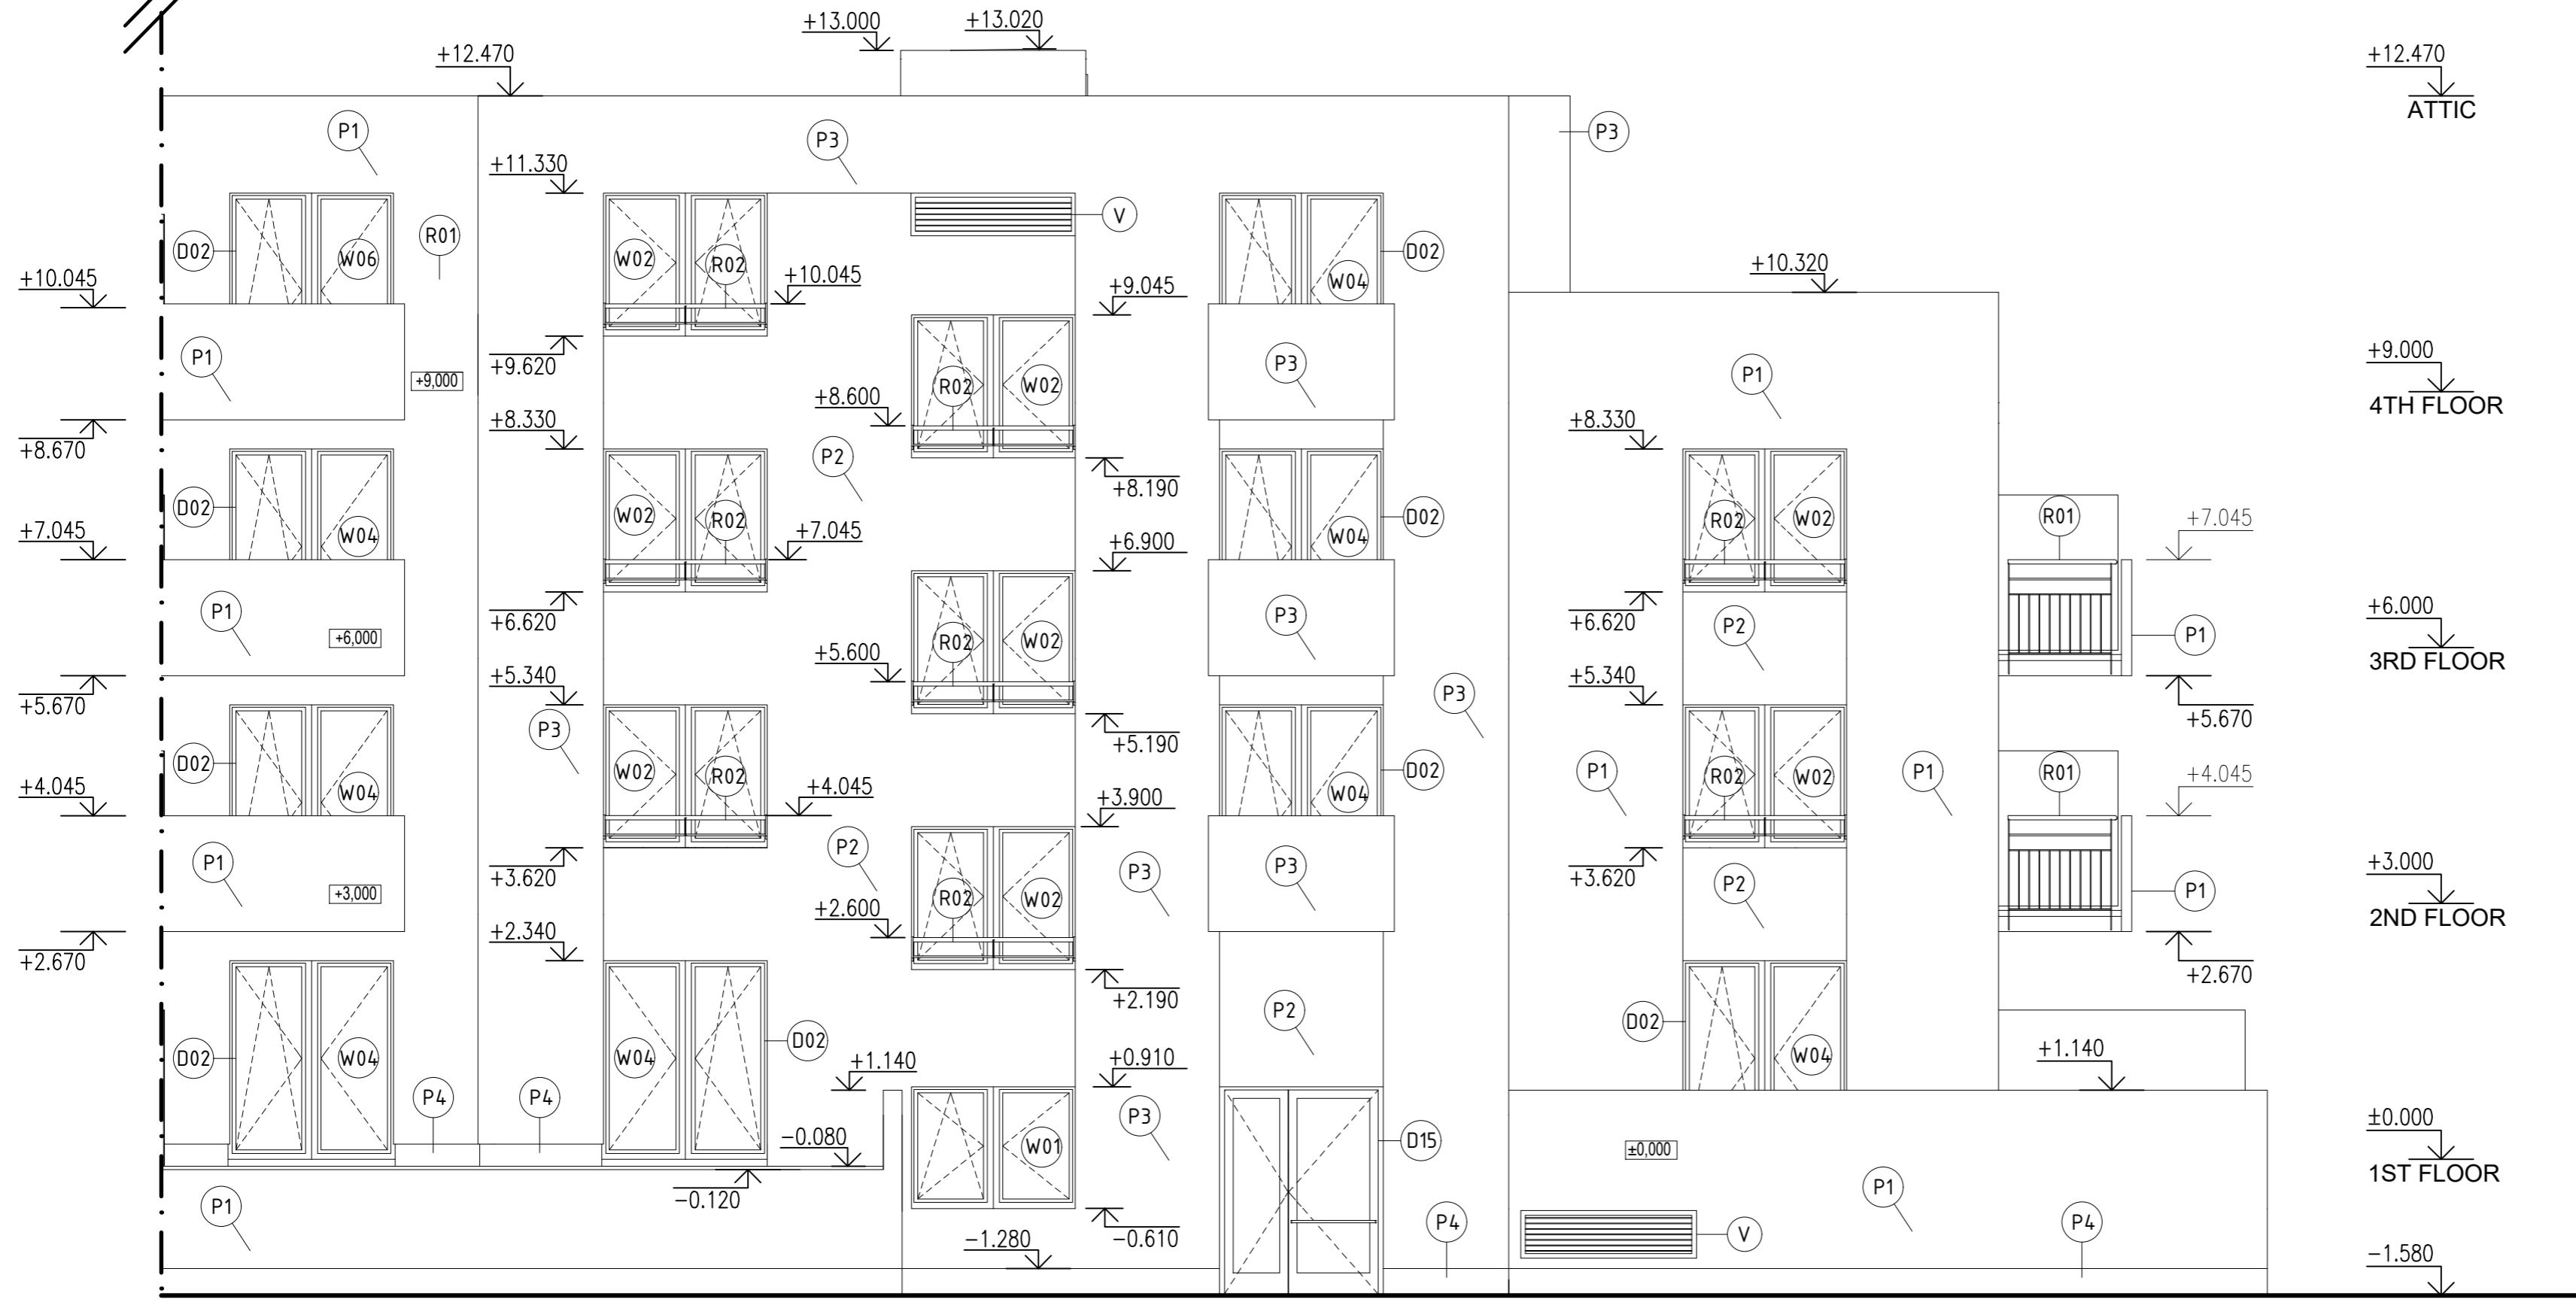 +13.000
+13.020
+12.470
+12.470
ATTIC
P1
P3
P3
+11.330
V
D02
W06
R01
W02
R02
W04
D02
+10.045
+10.045
+9.045
+10.320
P1
+9,000
+9.620
R02
W02
P3
P1
+9.000
4TH FLOOR
+8.670
+8.330
+8.600
P2
+8.190
+8.330
D02
W04
W02
R02
W04
D02
R02
W02
R01
+7.045
+7.045
+7.045
+6.900
P1
+6,000
+6.620
R02
W02
P3
+6.620
P2
P1
+6.000
3RD FLOOR
+5.670
+5.340
+5.600
+5.190
P3
+5.340
+5.670
P3
D02
W04
W02
R02
W04
D02
P1
R02
W02
P1
R01
+4.045
+4.045
+3.900
+4.045
P1
+3,000
+3.620
P2
R02
W02
P3
P3
+3.620
P2
P1
+3.000
2ND FLOOR
+2.670
+2.340
+2.600
+2.190
+2.670
P2
D02
D02
W04
W04
D02
W04
P4
P4
+1.140
+0.910
P3
+1.140
W01
D15
±0,000
±0.000
1ST FLOOR
-0.080
-0.120
P1
-0.610
-1.280
P4
V
P1
P4
-1.580